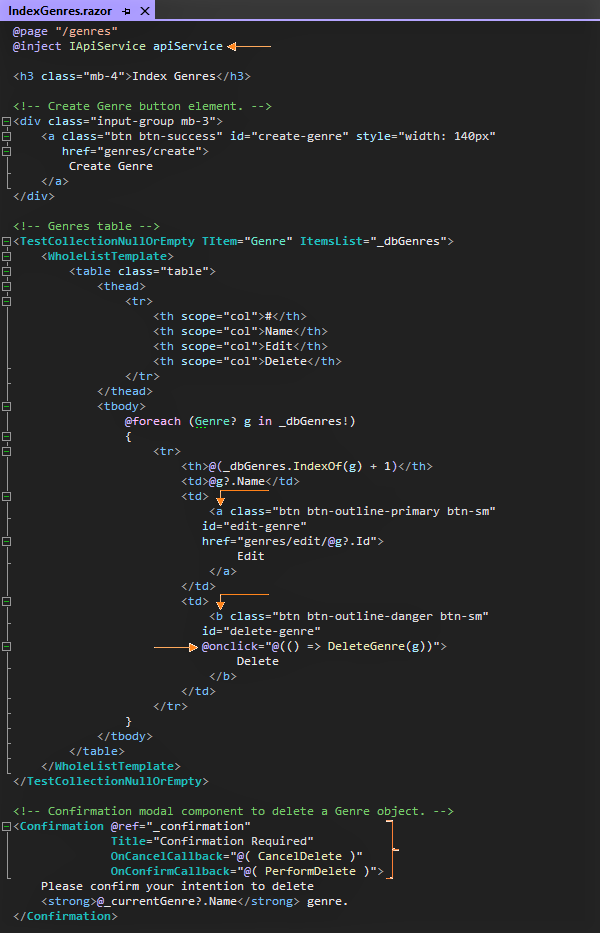 IndexGenres.razor
@page "/genres"
@inject IApiService apiService
<h3 class="mb-4">Index Genres</h3>
<!-- Create Genre button element. -->
<div class="input-group mb-3">
<a class="btn btn-success" id="create-genre" style="width: 140px"
href="genres/create">
Create Genre
</a>
</div>
<!-- Genres table -->
<TestCollectionNullOrEmpty TItem="Genre" ItemsList="_dbGenres">
<WholeListTemplate>
<table class="table">
<thead>
<tr>
<th scope="col">#</th>
<th scope="col">Name</th>
<th scope="col">Edit</th>
<th scope="col">Delete</th>
</tr>
</thead>
<tbody>
@foreach (Genre? g in _dbGenres!)
{
<tr>
<th>@(_dbGenres.IndexOf(g) + 1)</th>
<td>@g?.Name</td>
<td>
<a class="btn btn-outline-primary btn-sm"
id="edit-genre"
href="genres/edit/@g?.Id">
Edit
</a>
</td>
<td>
<b class="btn btn-outline-danger btn-sm"
id="delete-genre"
@onclick="@(() => DeleteGenre(g))">
Delete
</b>
</td>
</tr>
}
</tbody>
</table>
</WholeListTemplate>
</TestCollectionNullOrEmpty>
<!-- Confirmation modal component to delete a Genre object. -->
<Confirmation @ref="_confirmation"
Title="Confirmation Required"
OnCancelCallback="@( CancelDelete )"
OnConfirmCallback="@( PerformDelete )">
Please confirm your intention to delete
<strong>@_currentGenre?.Name</strong> genre.
</Confirmation>